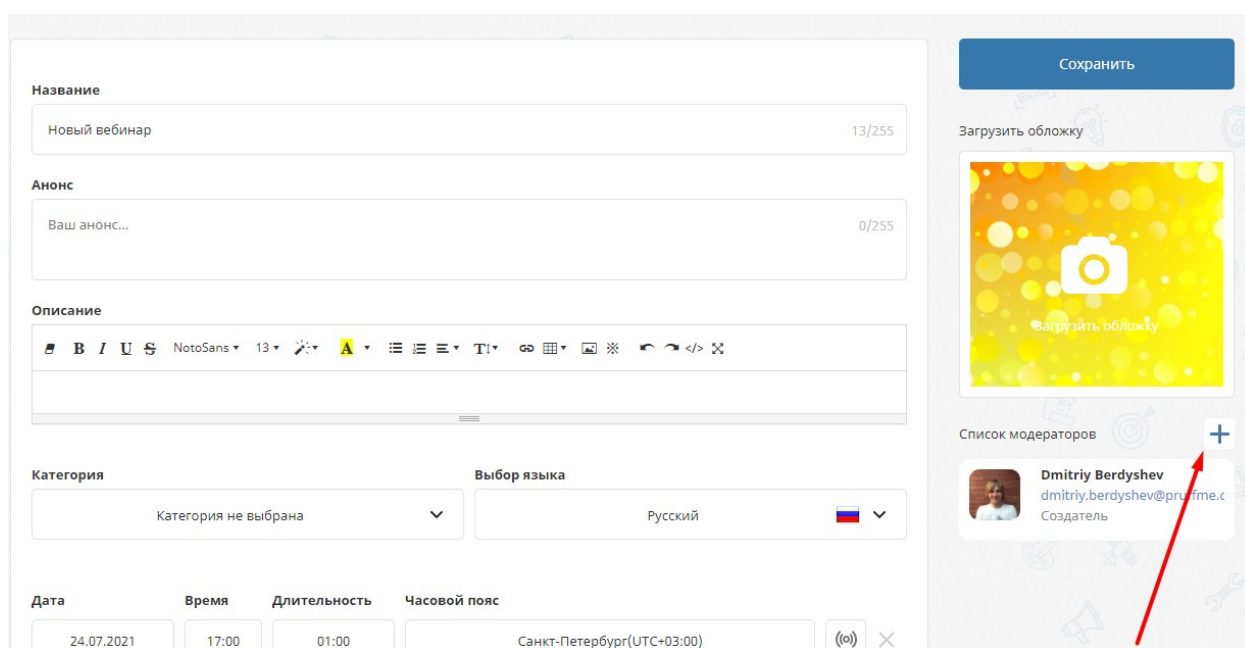 Название
Новый вебинар 13/255
Анонс
Ваш анонс... 0/255
Описание
B I U S NotoSans 13 A T
Категория Выбор языка
Категория не выбрана Русский
Дата Время Длительность Часовой пояс
24.07.2021 17:00 01:00 Санкт-Петербург(UTC+03:00)
Сохранить
Загрузить обложку
Загрузить обложку
Список модераторов
Dmitriy Berdyshev
Создатель